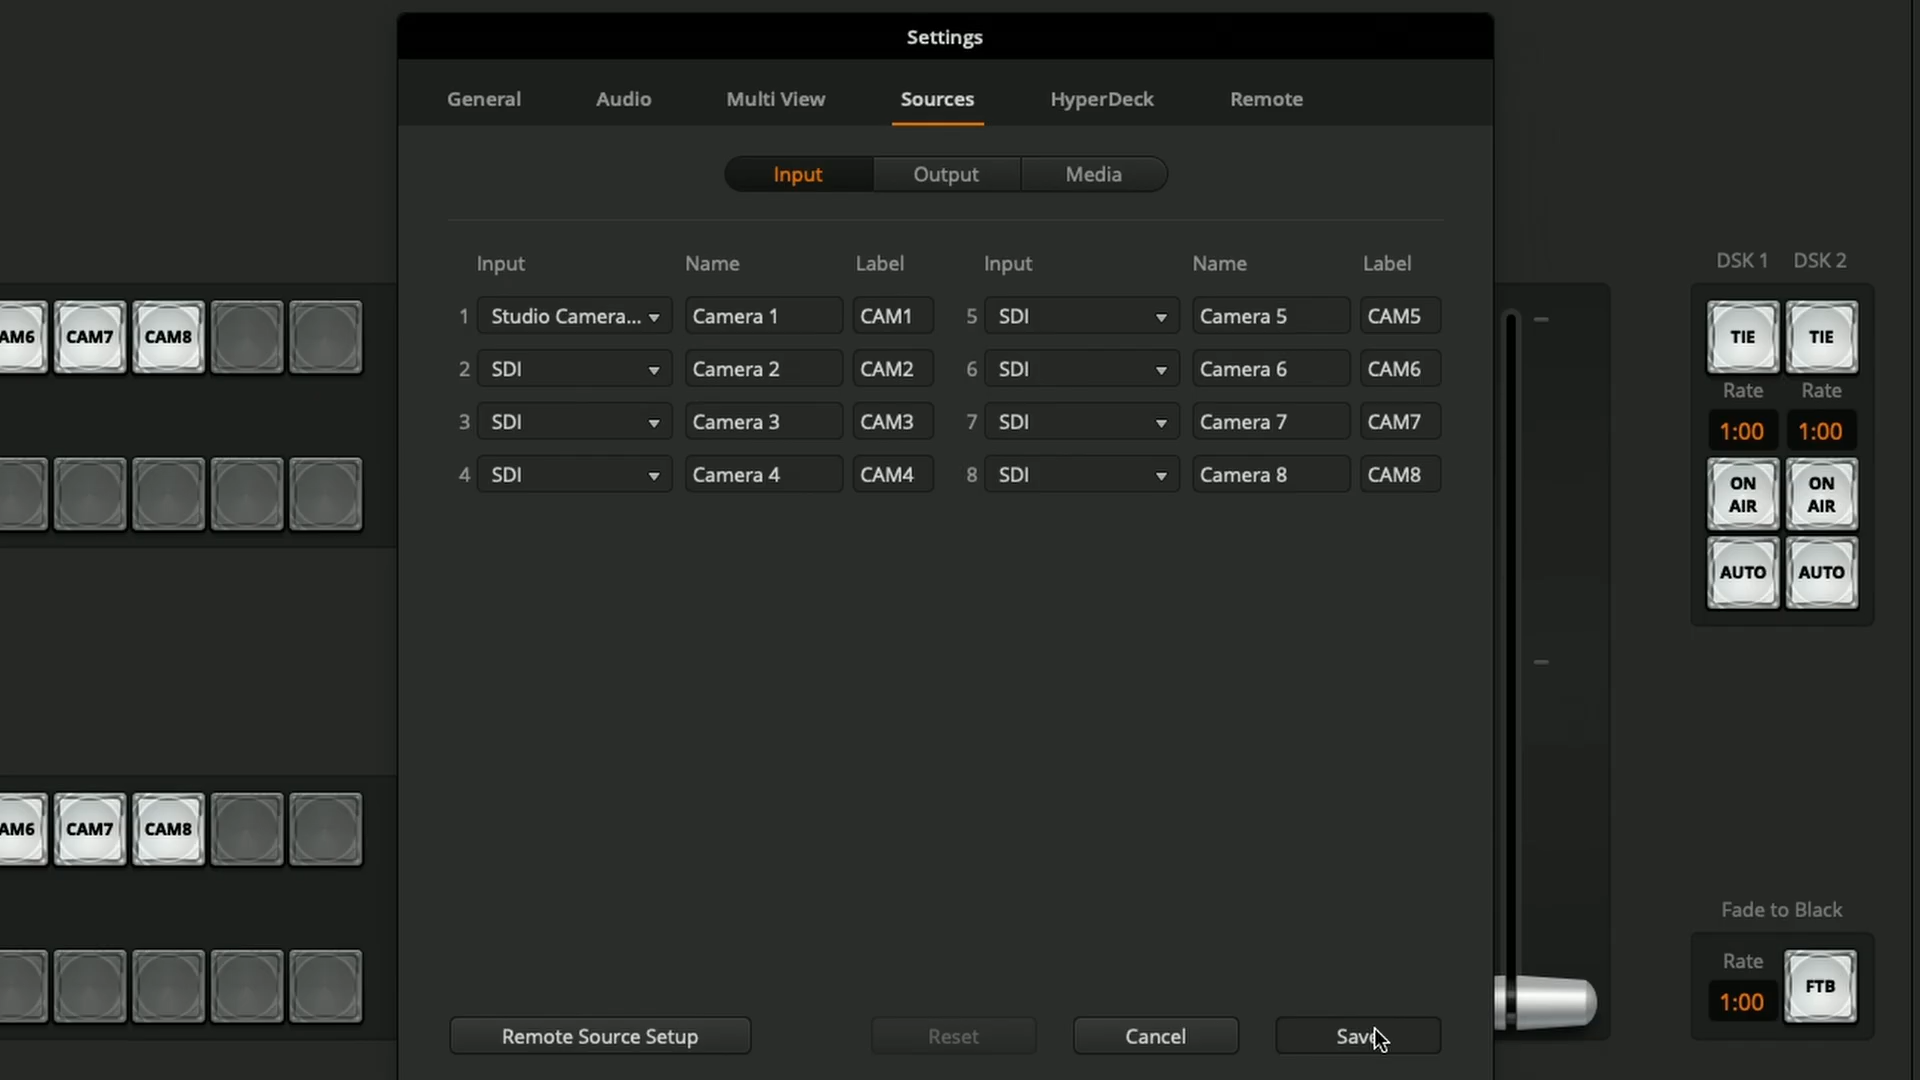 Settings
General Audio Multi View Sources HyperDeck Remote
Input Output Media
Input Name Label Input Name Label
1 Studio Camera... Camera 1 CAM1 5 SDI Camera 5 CAM5
2 SDI Camera 2 CAM2 6 SDI Camera 6 CAM6
3 SDI Camera 3 CAM3 7 SDI Camera 7 CAM7
4 SDI Camera 4 CAM4 8 SDI Camera 8 CAM8
Remote Source Setup Reset Cancel Save
AM6 CAM7 CAM8
AM6 CAM7 CAM8
DSK 1 DSK 2
TIE TIE
Rate Rate
1:00 1:00
ON ON
AIR AIR
AUTO AUTO
Fade to Black
Rate
1:00
FTB